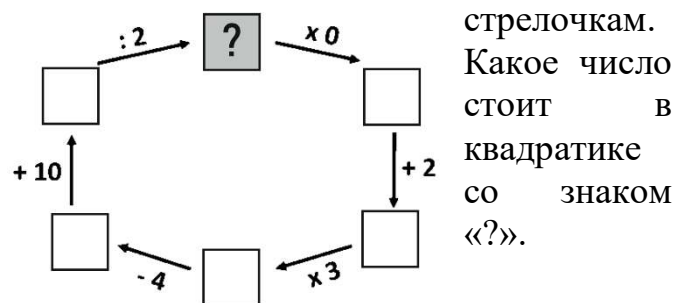 стрелочкам.
Какое число
стоит в
квадратике
со знаком
«?».
: 2
?
x 0
+ 10
+ 2
- 4
x 3